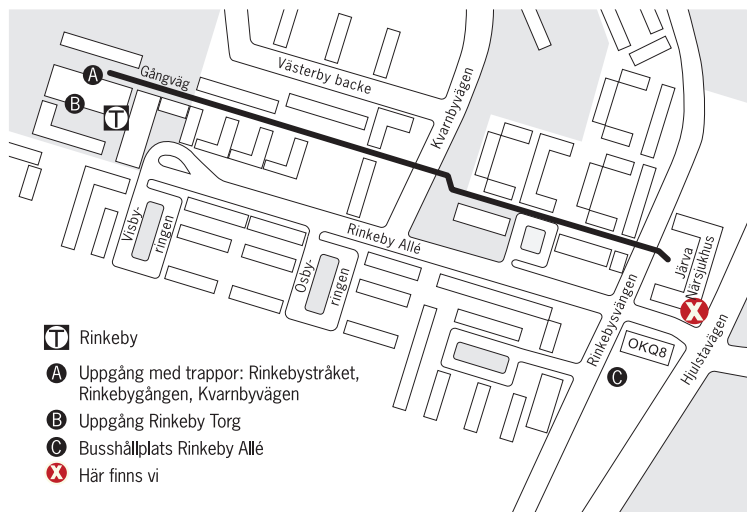 Gångväg
Västerby backe
Kvarnbyvägen
A
B
T
Visby-
ringen
Osby-
ringen
Rinkeby Allé
Rinkebysvängen
Järva
Närsjukhus
X
Hjulstavägen
OKQ8
C
T Rinkeby
A Uppgång med trappor: Rinkebystråket,
Rinkebygången, Kvarnbyvägen
B Uppgång Rinkeby Torg
C Busshållplats Rinkeby Allé
X Här finns vi